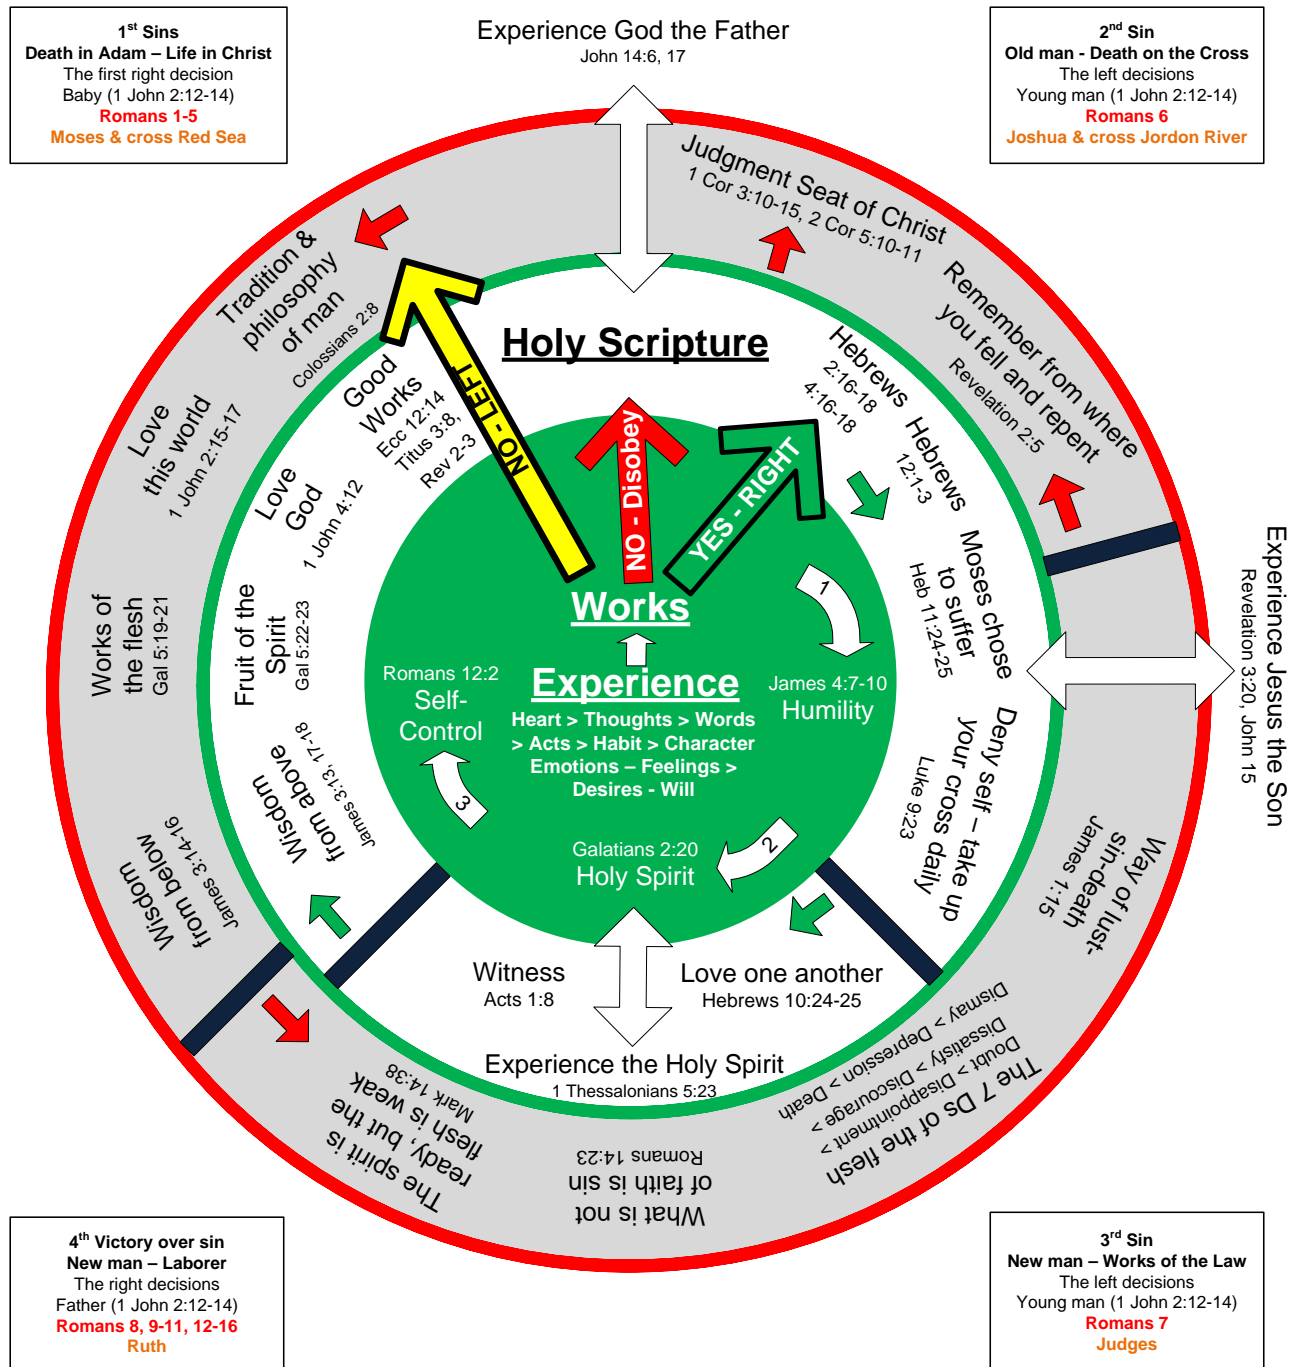 1st Sins
Death in Adam – Life in Christ
The first right decision
Baby (1 John 2:12-14)
Romans 1-5
Moses & cross Red Sea
Experience God the Father
John 14:6, 17
2nd Sin
Old man - Death on the Cross
The left decisions
Young man (1 John 2:12-14)
Romans 6
Joshua & cross Jordon River
Judgment Seat of Christ
1 Cor 3:10-15, 2 Cor 5:10-11
Remember from where
you fell and repent
Revelation 2:5
Experience Jesus the Son
Revelation 3:20, John 15
Way of lust-
sin-death
James 1:15
The 7 Ds of the flesh
Doubt > Disappointment >
Dissatisfy > Discourage >
Dismay > Depression > Death
What is not
of faith is sin
Romans 14:23
The spirit is
ready, but the
flesh is weak
Mark 14:38
Wisdom
from below
James 3:14-16
Works of
the flesh
Gal 5:19-21
Love
this world
1 John 2:15-17
Tradition &
philosophy
of man
Colossians 2:8
Holy Scripture
Hebrews
2:16-18
4:16-18
Hebrews
12:1-3
Moses chose
to suffer
Heb 11:24-25
Deny self – take up
your cross daily
Luke 9:23
Love one another
Hebrews 10:24-25
Witness
Acts 1:8
Experience the Holy Spirit
1 Thessalonians 5:23
Wisdom
from above
James 3:13, 17-18
Fruit of the
Spirit
Gal 5:22-23
Love
God
1 John 4:12
Good
Works
Ecc 12:14
Titus 3:8,
Rev 2-3
NO - LEFT
NO - Disobey
YES - RIGHT
Works
Experience
Heart > Thoughts > Words
> Acts > Habit > Character
Emotions – Feelings >
Desires - Will
1
James 4:7-10
Humility
2
Galatians 2:20
Holy Spirit
3
Romans 12:2
Self-
Control
4th Victory over sin
New man – Laborer
The right decisions
Father (1 John 2:12-14)
Romans 8, 9-11, 12-16
Ruth
3rd Sin
New man – Works of the Law
The left decisions
Young man (1 John 2:12-14)
Romans 7
Judges